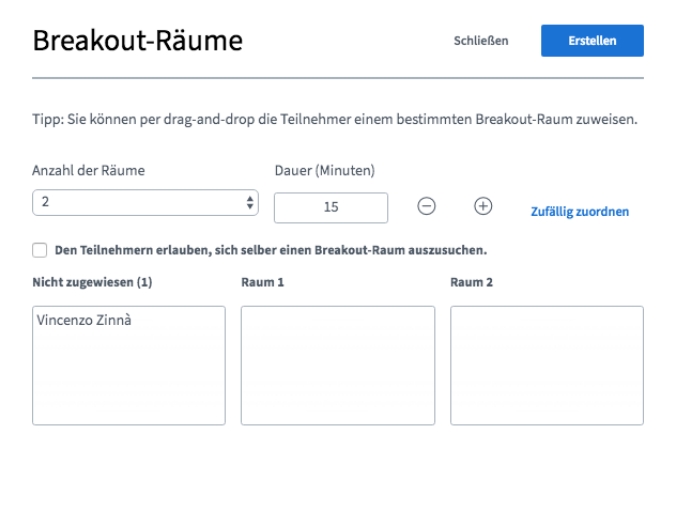 Breakout-Räume
Schließen
Erstellen
Tipp: Sie können per drag-and-drop die Teilnehmer einem bestimmten Breakout-Raum zuweisen.
Anzahl der Räume
Dauer (Minuten)
2
15
Zufällig zuordnen
Den Teilnehmern erlauben, sich selber einen Breakout-Raum auszusuchen.
Nicht zugewiesen (1)
Raum 1
Raum 2
Vincenzo Zinnà